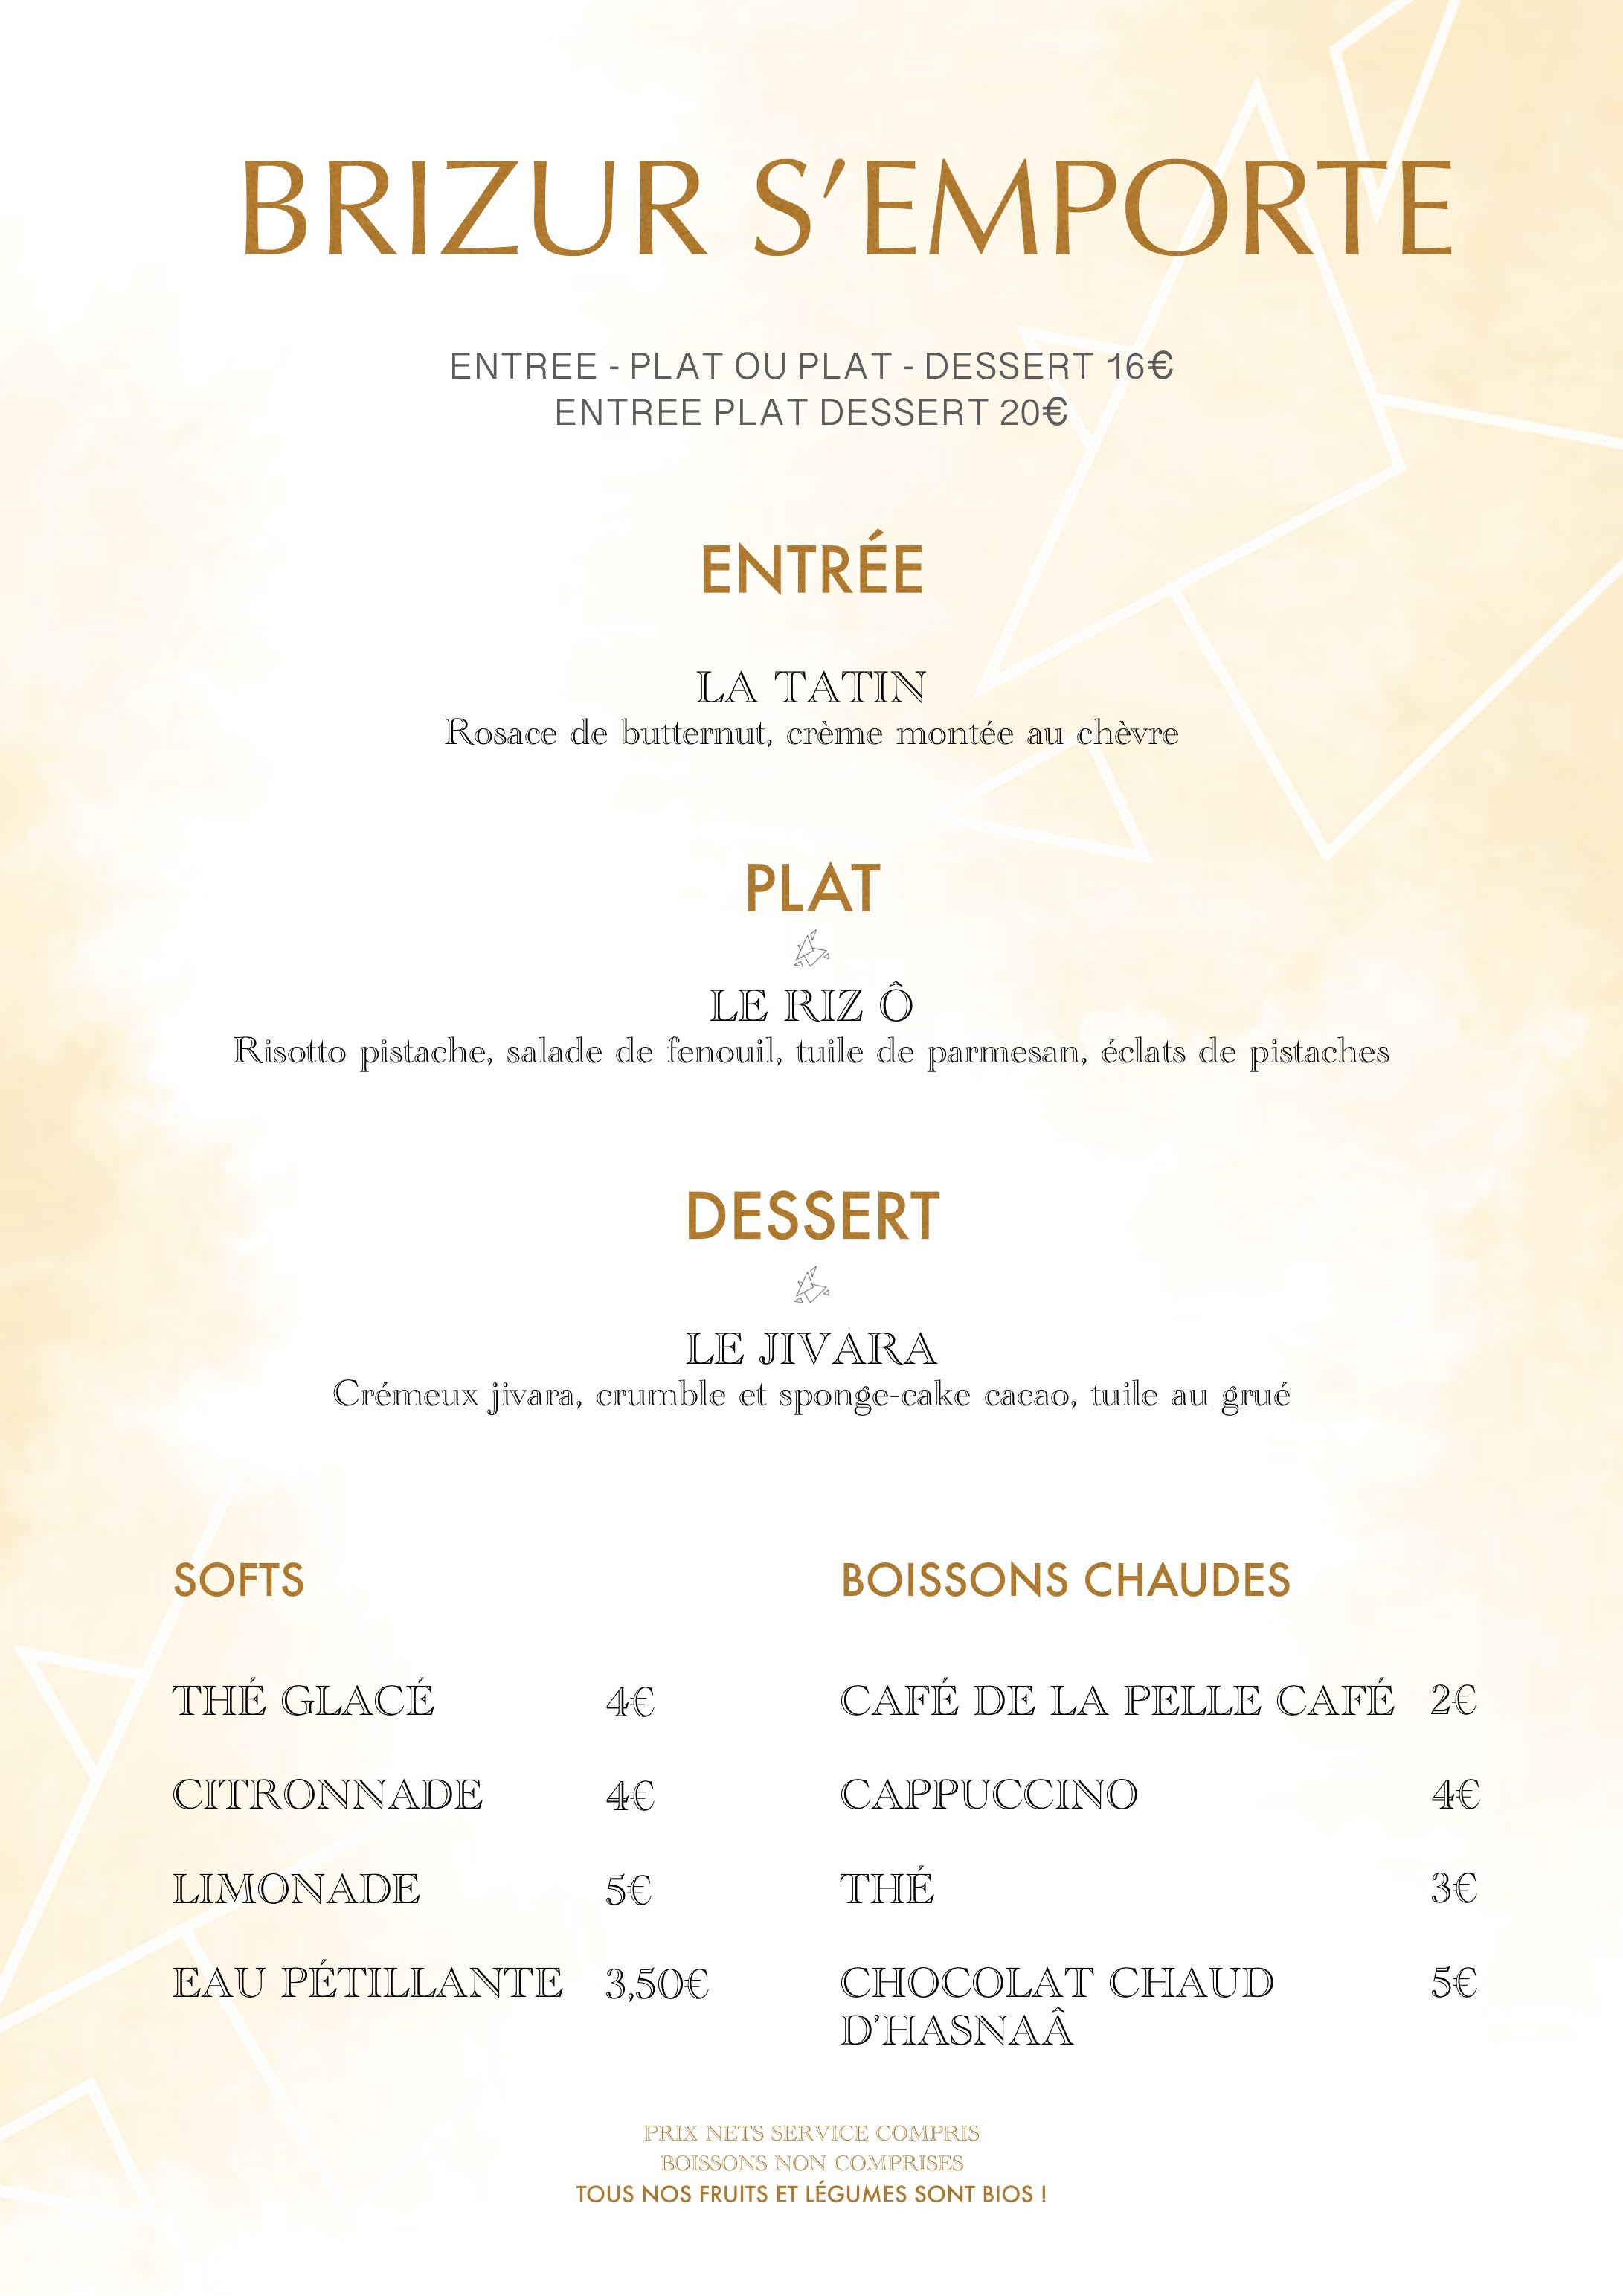 BRIZUR S’EMPORTE
ENTREE - PLAT OU PLAT - DESSERT 16€
ENTREE PLAT DESSERT 20€
ENTRÉE
LA TATIN
Rosace de butternut, crème montée au chèvre
PLAT
LE RIZ Ô
Risotto pistache, salade de fenouil, tuile de parmesan, éclats de pistaches
DESSERT
LE JIVARA
Crémeux jivara, crumble et sponge-cake cacao, tuile au grué
SOFTS
THÉ GLACÉ 4€
CITRONNADE 4€
LIMONADE 5€
EAU PÉTILLANTE 3,50€
BOISSONS CHAUDES
CAFÉ DE LA PELLE CAFÉ 2€
CAPPUCCINO 4€
THÉ 3€
CHOCOLAT CHAUD 5€
D’HASNAÂ
PRIX NETS SERVICE COMPRIS
BOISSONS NON COMPRISES
TOUS NOS FRUITS ET LÉGUMES SONT BIOS !